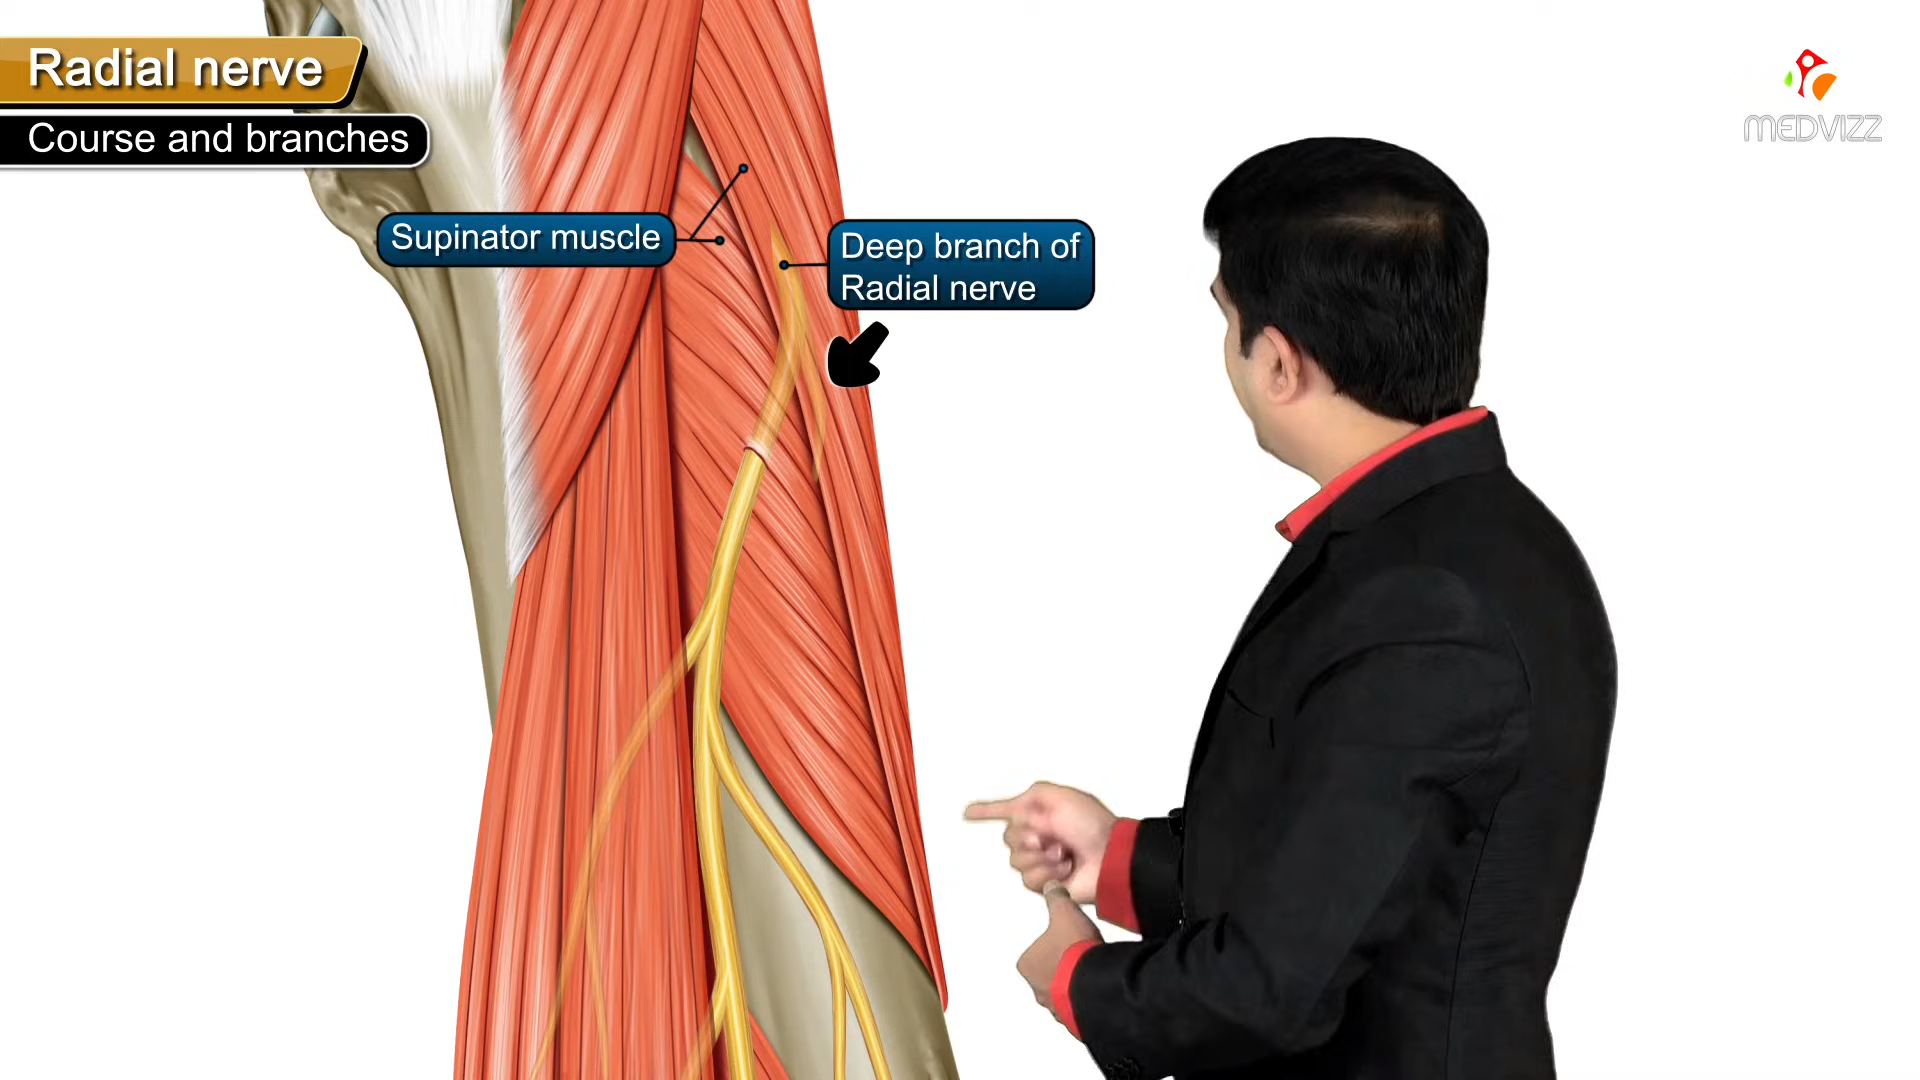 Radial nerve
Course and branches
MEDVIZZ
Supinator muscle
Deep branch of
Radial nerve